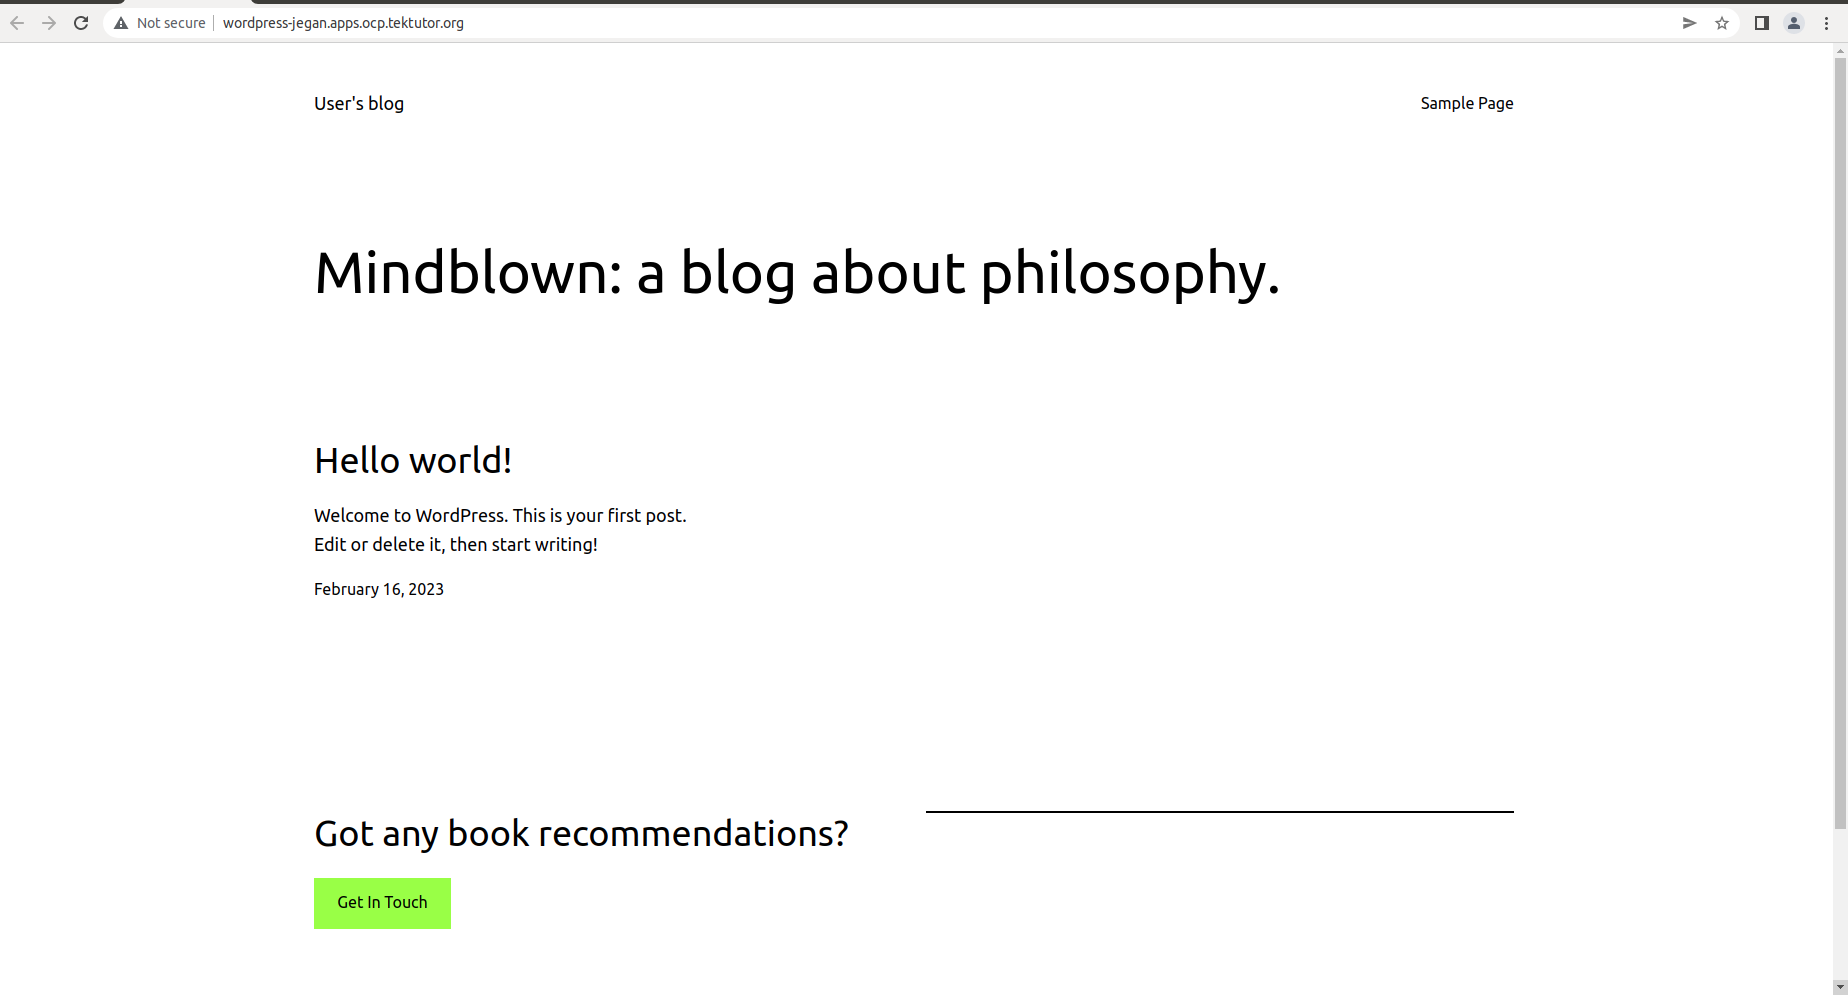 Not secure wordpress-jegan.apps.ocp.tektutor.org
User's blog
Sample Page
Mindblown: a blog about philosophy.
Hello world!
Welcome to WordPress. This is your first post.
Edit or delete it, then start writing!
February 16, 2023
Got any book recommendations?
Get In Touch